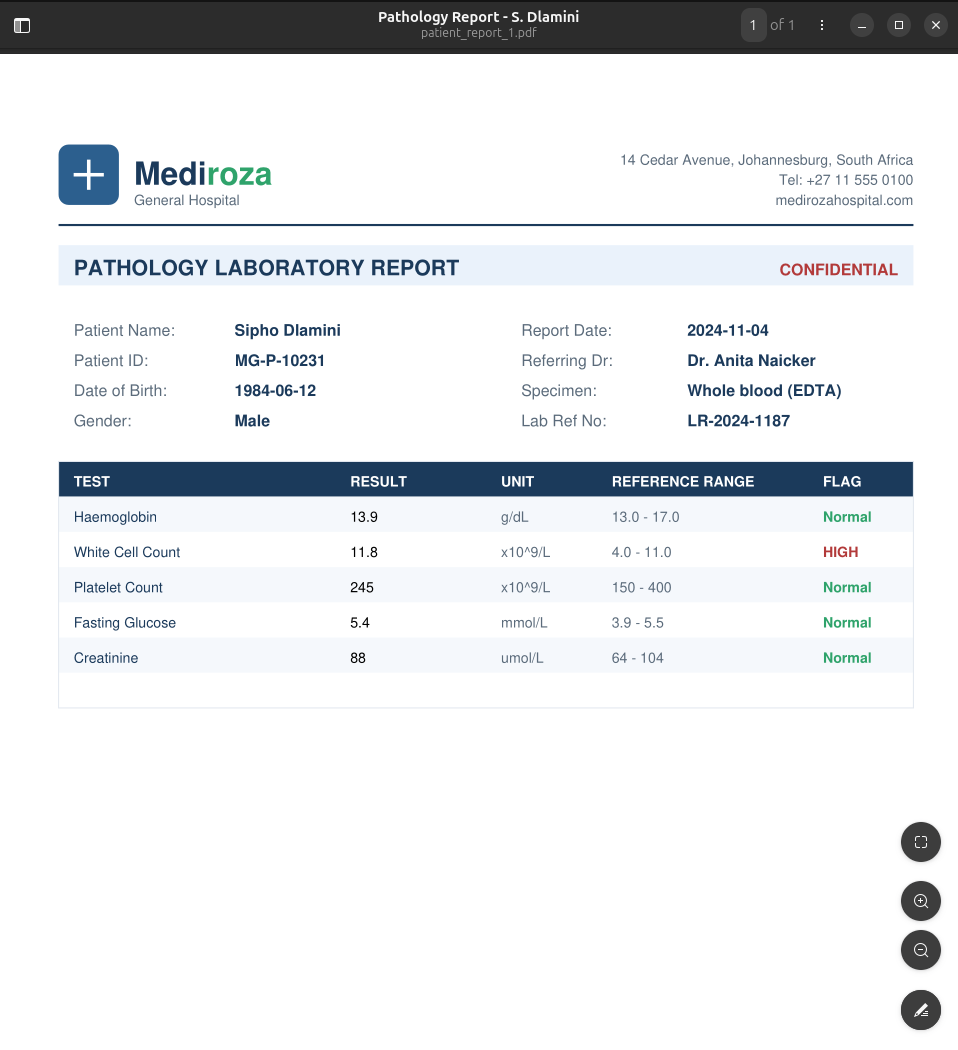 Pathology Report - S. Dlamini
patient_report_1.pdf
1 of 1
Mediroza
General Hospital
14 Cedar Avenue, Johannesburg, South Africa
Tel: +27 11 555 0100
medirozahospital.com
PATHOLOGY LABORATORY REPORT CONFIDENTIAL
Patient Name: Sipho Dlamini Report Date: 2024-11-04
Patient ID: MG-P-10231 Referring Dr: Dr. Anita Naicker
Date of Birth: 1984-06-12 Specimen: Whole blood (EDTA)
Gender: Male Lab Ref No: LR-2024-1187
TEST RESULT UNIT REFERENCE RANGE FLAG
Haemoglobin 13.9 g/dL 13.0 - 17.0 Normal
White Cell Count 11.8 x10^9/L 4.0 - 11.0 HIGH
Platelet Count 245 x10^9/L 150 - 400 Normal
Fasting Glucose 5.4 mmol/L 3.9 - 5.5 Normal
Creatinine 88 umol/L 64 - 104 Normal